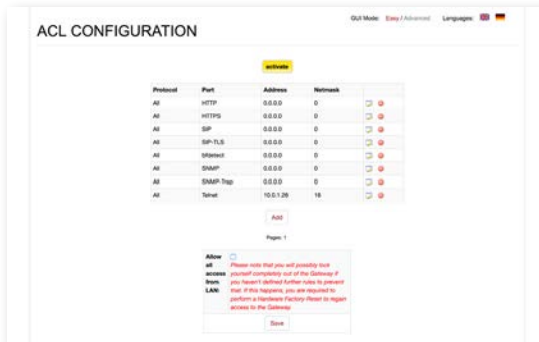 GUI Mode: Easy / Advanced Languages:
ACL CONFIGURATION
activate
Protocol Port Address Netmask
All HTTP 0.0.0.0 0
All HTTPS 0.0.0.0 0
All SIP 0.0.0.0 0
All SIP-TLS 0.0.0.0 0
All bfdetect 0.0.0.0 0
All SNMP 0.0.0.0 0
All SNMP-Trap 0.0.0.0 0
All Telnet 10.0.1.28 16
Add
Pages: 1
Allow all access from LAN:
Please note that you will possibly lock
yourself completely out of the Gateway if
you haven't defined further rules to prevent
that. If this happens, you are required to
perform a Hardware Factory-Reset to regain
access to the Gateway.
Save